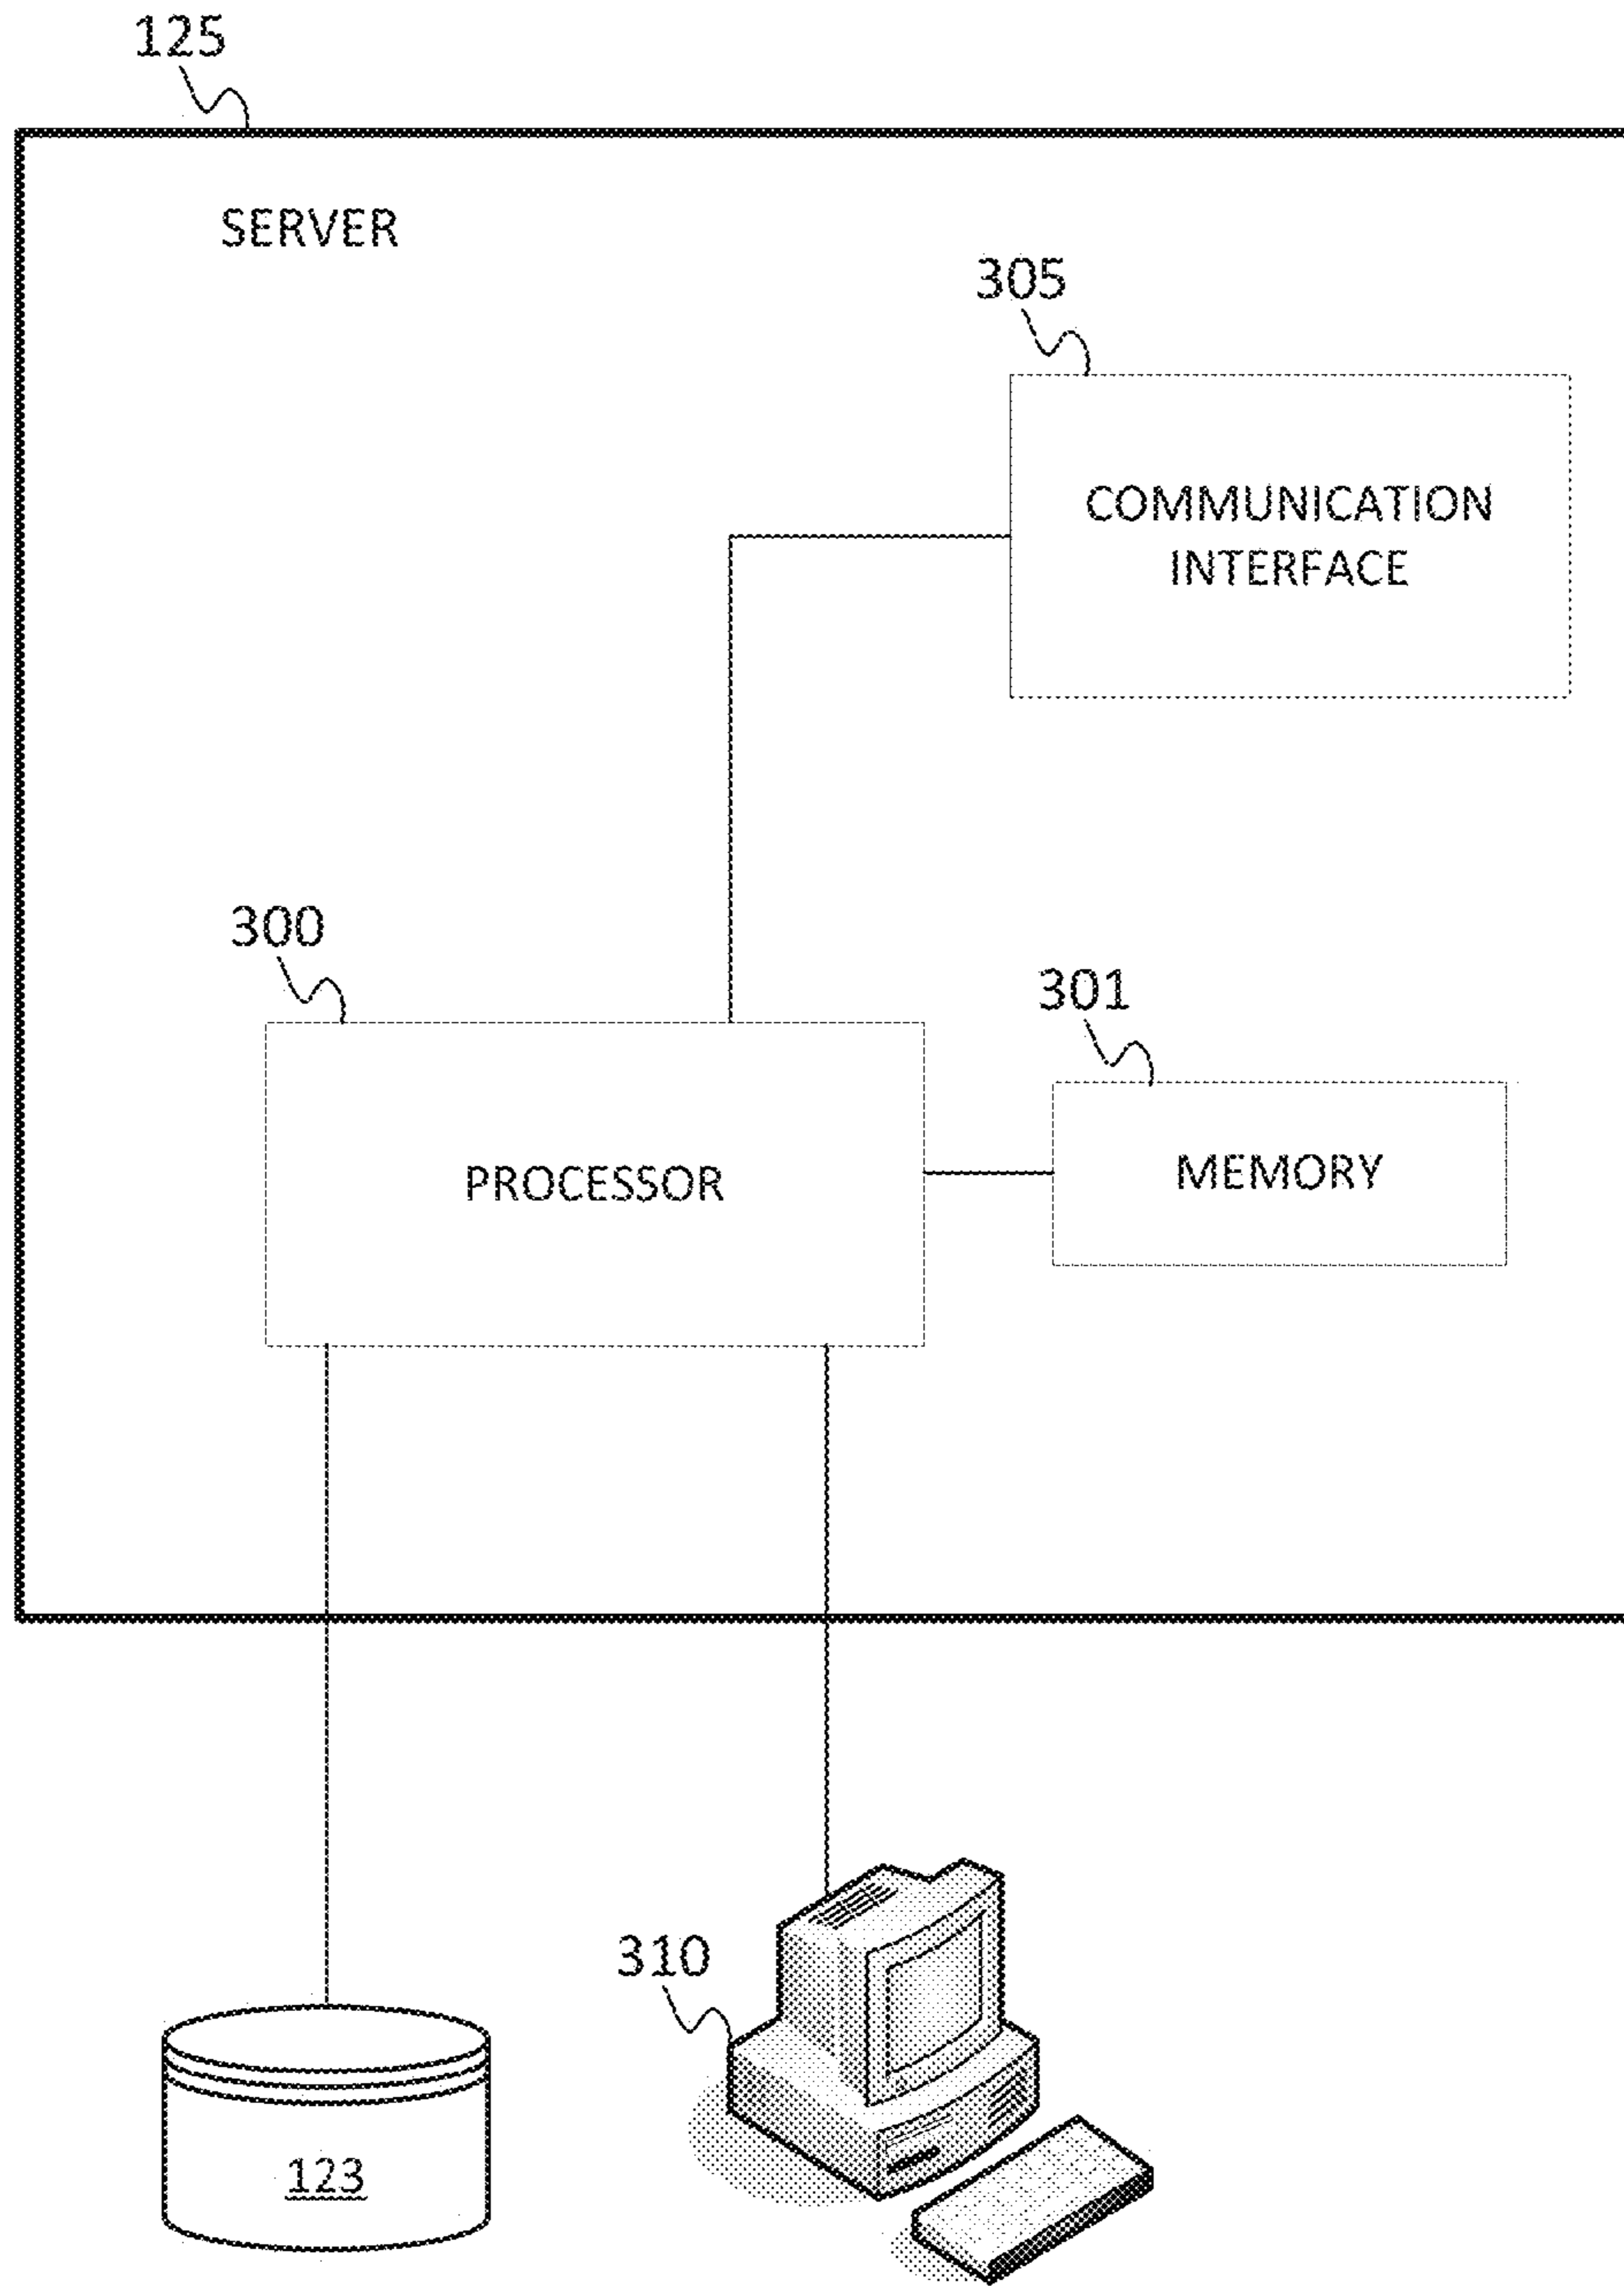 125
SERVER
305
COMMUNICATION
INTERFACE
300
301
PROCESSOR
MEMORY
310
123